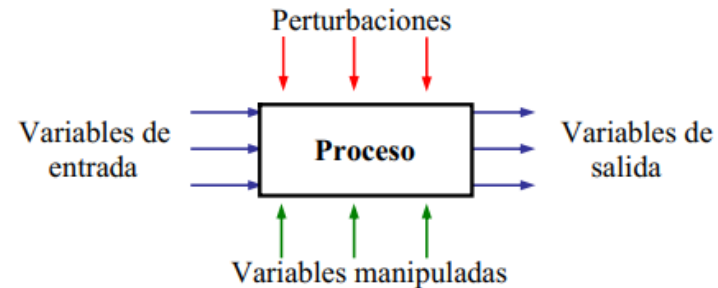 Perturbaciones
Variables de
entrada
Proceso
Variables de
salida
Variables manipuladas